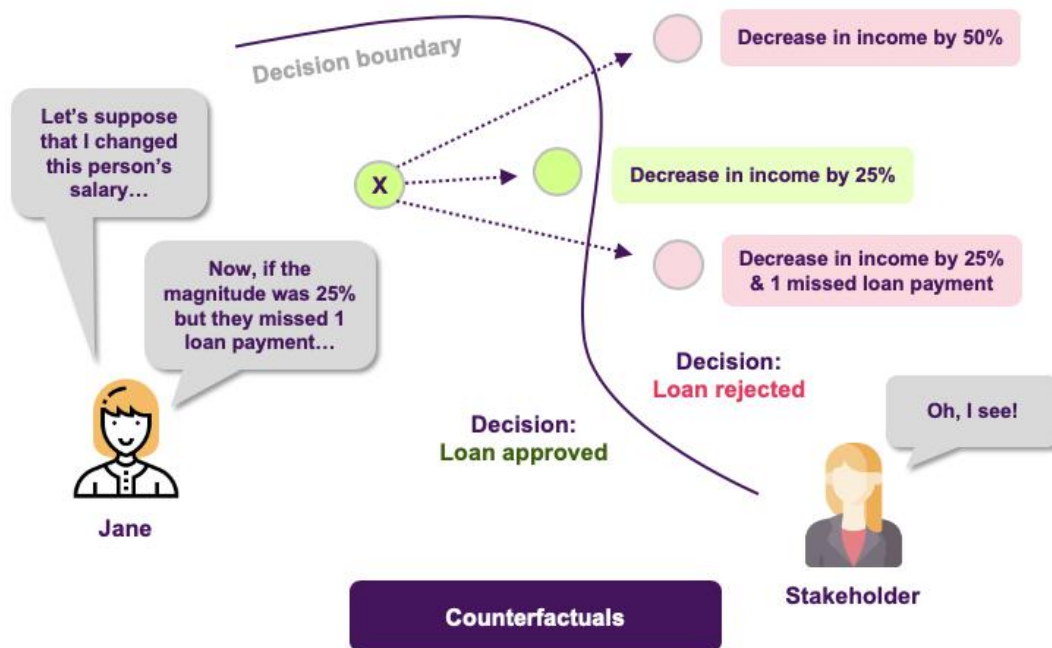 Decision boundary
Decrease in income by 50%
Let's suppose
that I changed
this person's
salary...
X
Decrease in income by 25%
Now, if the
magnitude was 25%
but they missed 1
loan payment...
Decrease in income by 25%
& 1 missed loan payment
Decision:
Loan rejected
Decision:
Loan approved
Oh, I see!
Jane
Stakeholder
Counterfactuals